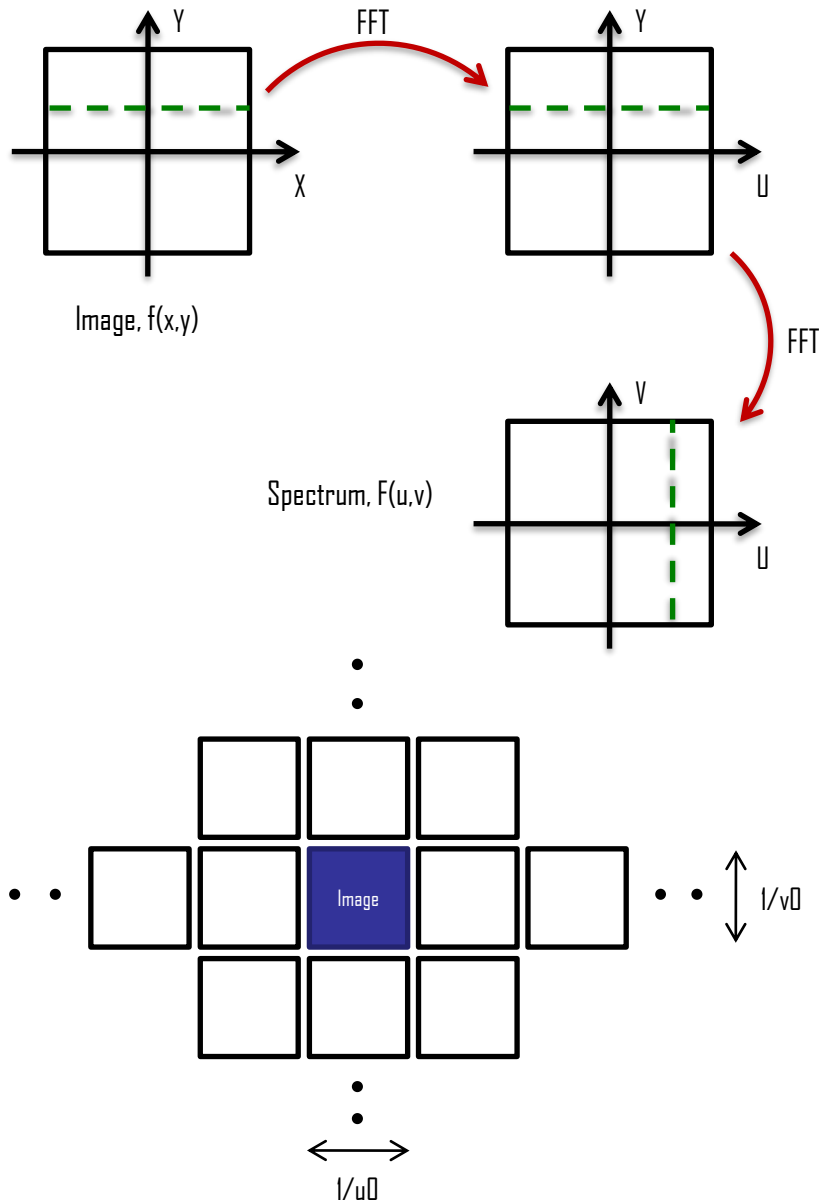 Y
FFT
Y
X
U
Image, f(x,y)
FFT
V
Spectrum, F(u,v)
U
Image
1/v0
1/u0